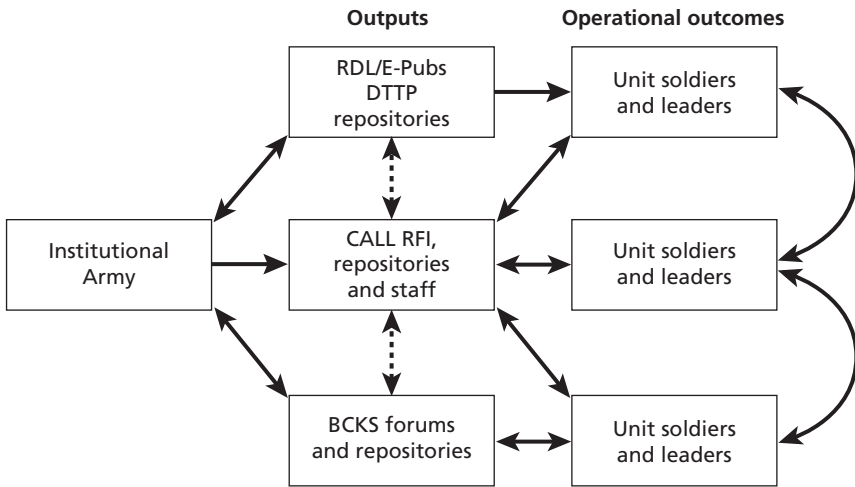 Outputs
Operational outcomes
RDL/E-Pubs
DTTP
repositories
Unit soldiers
and leaders
Institutional
Army
CALL RFI,
repositories
and staff
Unit soldiers
and leaders
BCKS forums
and repositories
Unit soldiers
and leaders